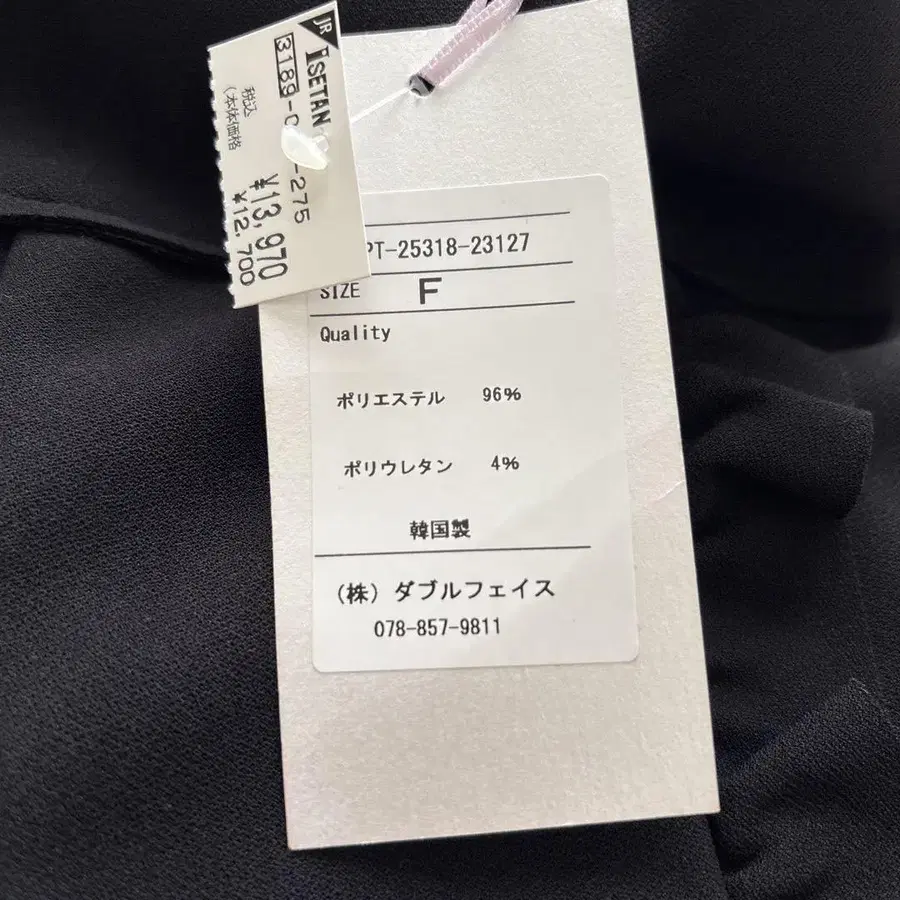 JR ISETAN
3189-
-275
税込
¥13,970
(本体価格
¥12,700
PT-25318-23127
SIZE F
Quality
ポリエステル 96%
ポリウレタン 4%
韓国製
(株)ダブルフェイス
078-857-9811